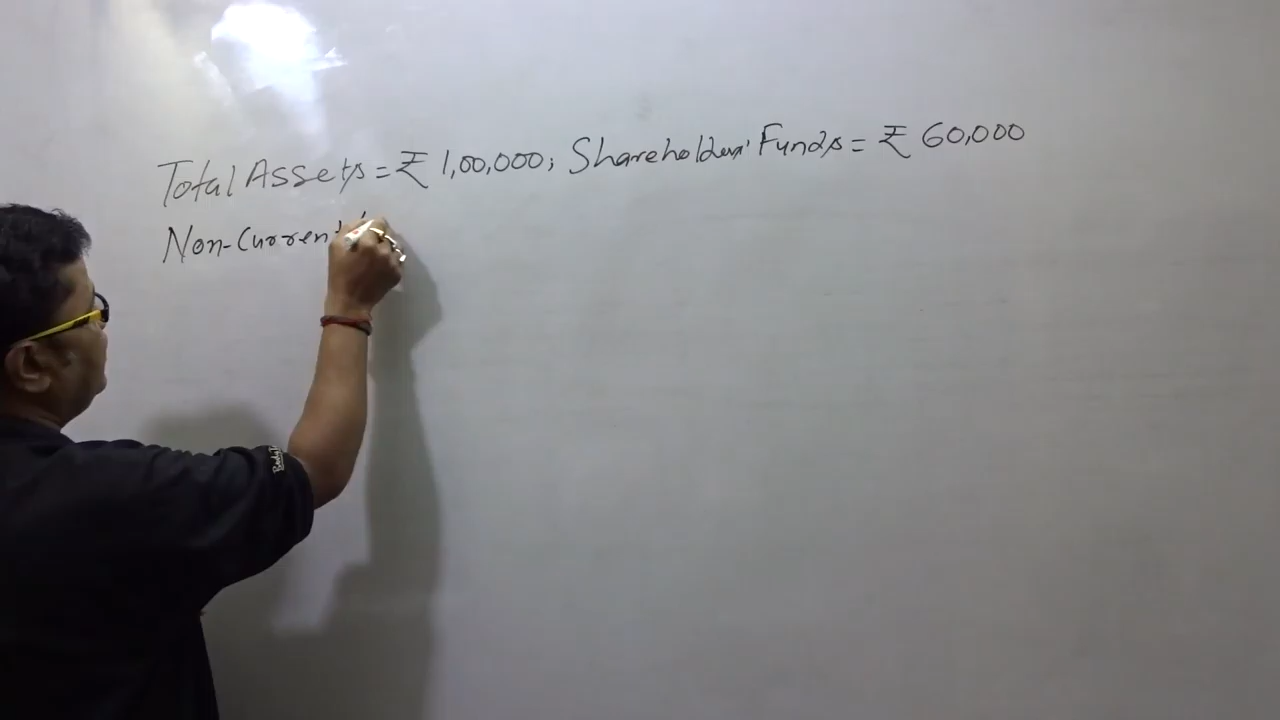 Total Assets = ₹ 1,00,000; Shareholders' Funds = ₹ 60,000
Non-Current